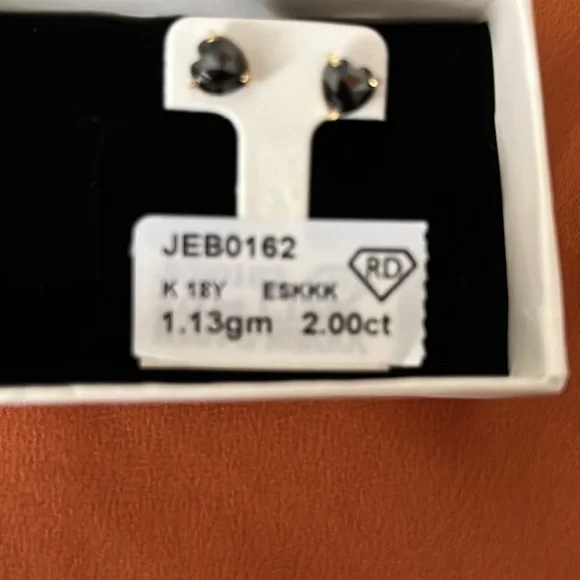 JEB0162
RD
K 18Y ESKKK
1.13gm 2.00ct